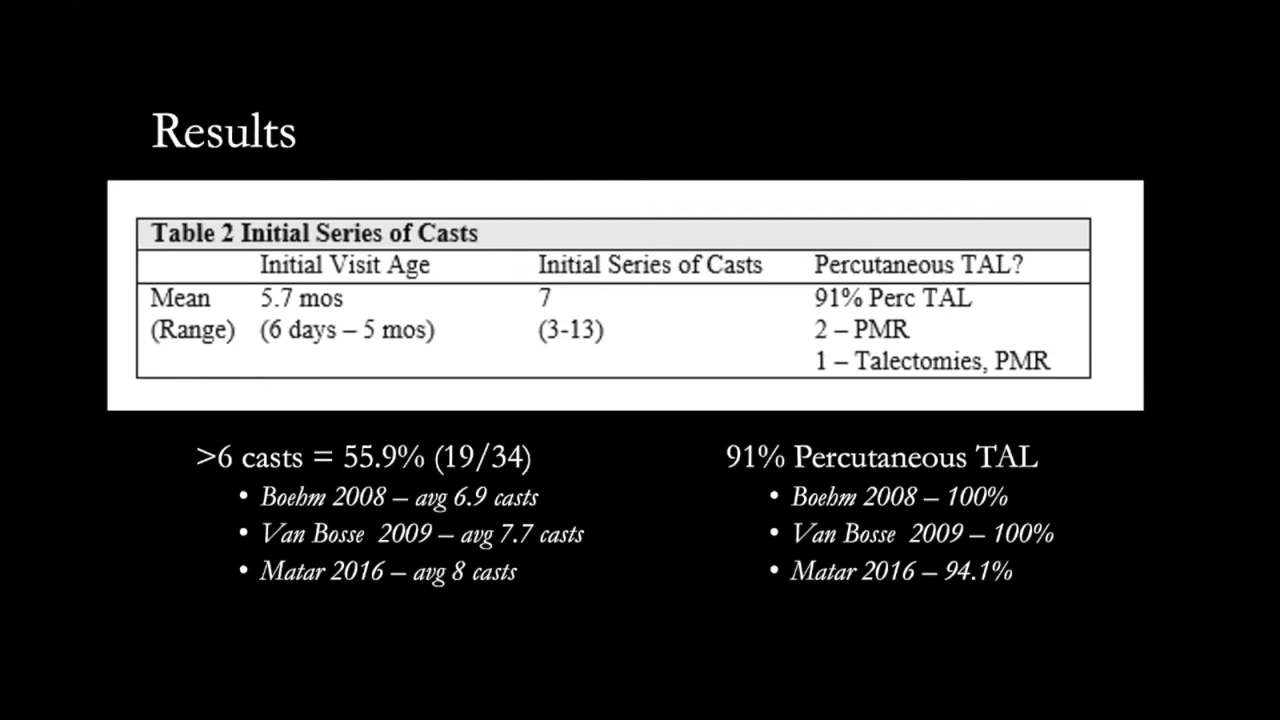 Results
Table 2 Initial Series of Casts
Initial Visit Age Initial Series of Casts Percutaneous TAL?
Mean 5.7 mos 7 91% Perc TAL
(Range) (6 days – 5 mos) (3-13) 2 – PMR
1 – Talectomies, PMR
>6 casts = 55.9% (19/34)
• Boehm 2008 – avg 6.9 casts
• Van Bosse 2009 – avg 7.7 casts
• Matar 2016 – avg 8 casts
91% Percutaneous TAL
• Boehm 2008 – 100%
• Van Bosse 2009 – 100%
• Matar 2016 – 94.1%